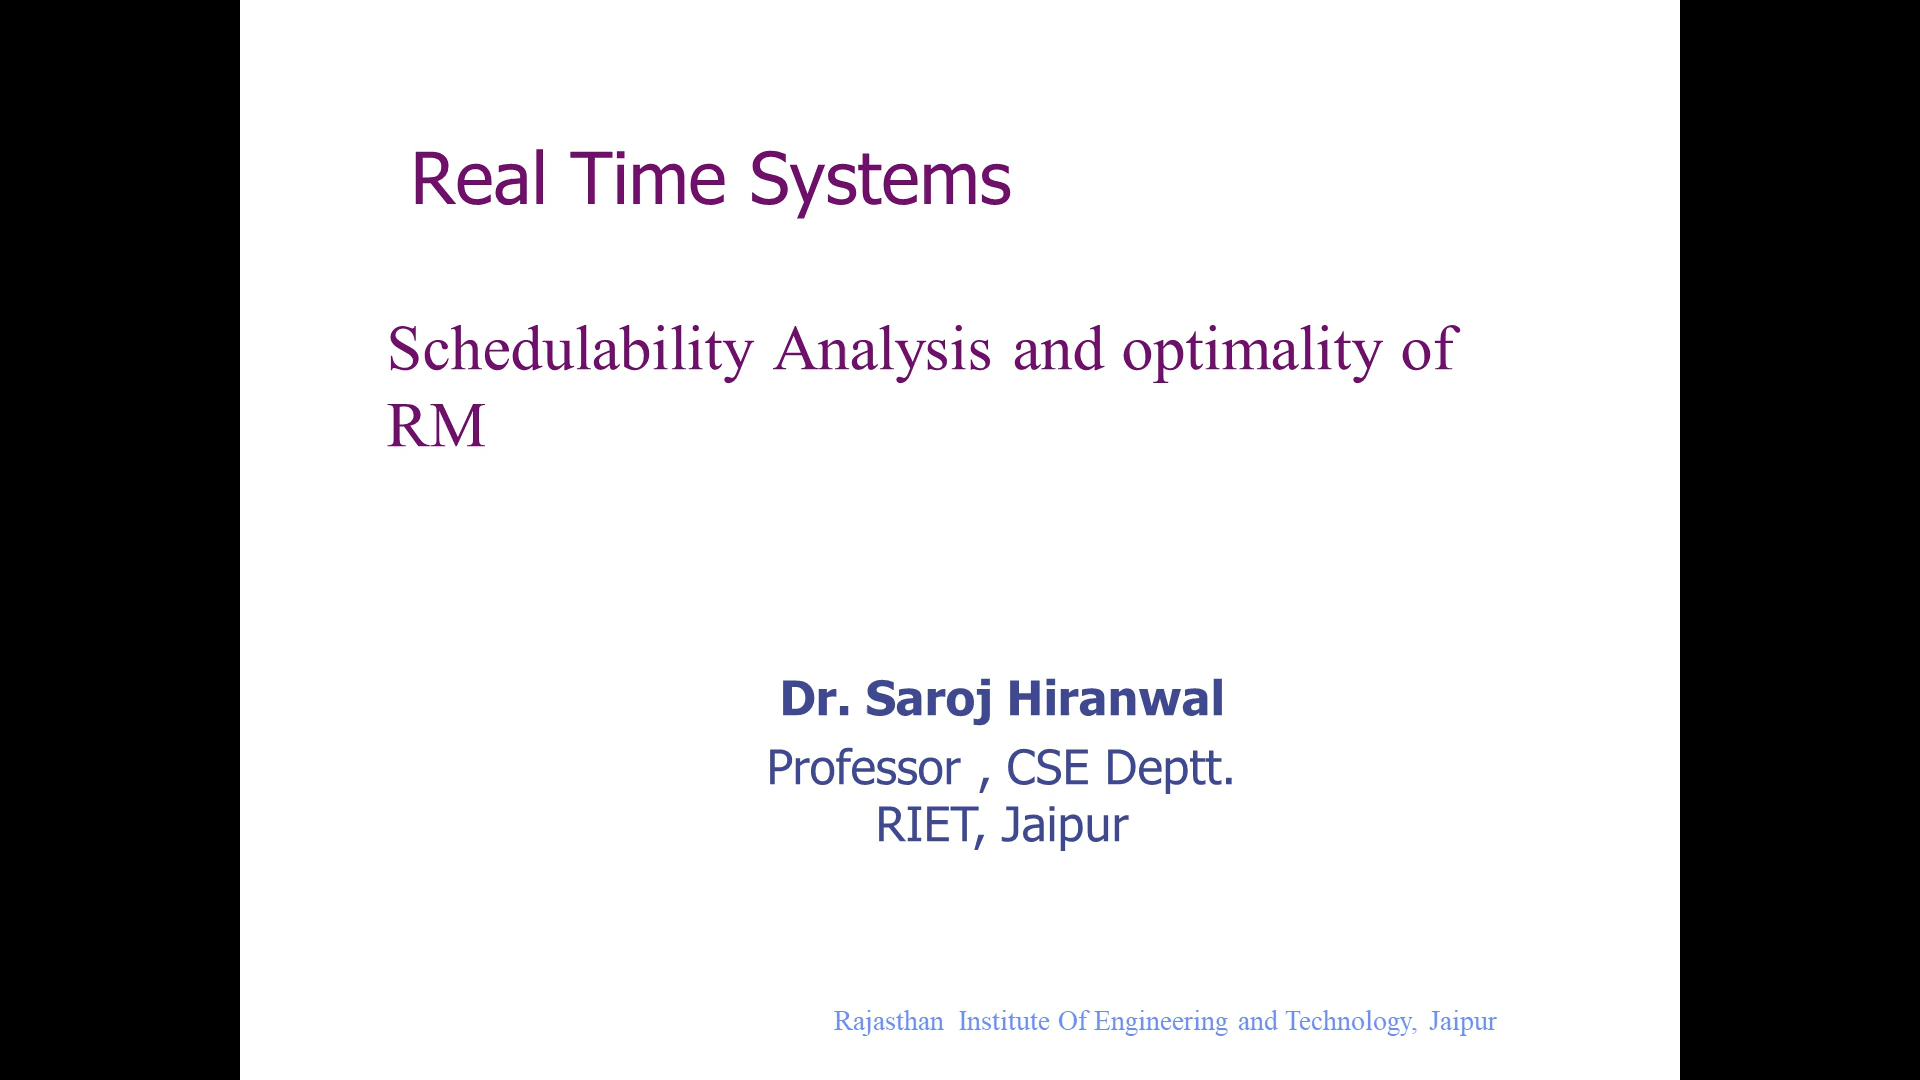 Real Time Systems
Schedulability Analysis and optimality of
RM
Dr. Saroj Hiranwal
Professor , CSE Deptt.
RIET, Jaipur
Rajasthan Institute Of Engineering and Technology, Jaipur